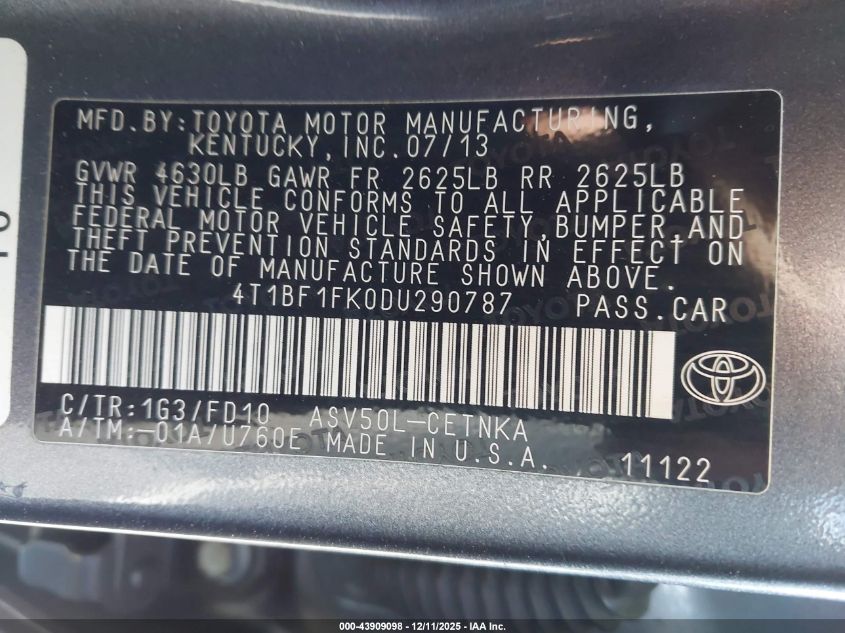 MFD.BY:TOYOTA MOTOR MANUFACTURING,
KENTUCKY,INC.07/13
GVWR 4630LB GAWR FR 2625LB RR 2625LB
THIS VEHICLE CONFORMS TO ALL APPLICABLE
FEDERAL MOTOR VEHICLE SAFETY,BUMPER,AND
THEFT PREVENTION STANDARDS IN EFFECT ON
THE DATE OF MANUFACTURE SHOWN ABOVE.
4T1BF1FK0DU290787 PASS.CAR
C/TR:1G3/FD10 ASV50L-CETNKA
A/TM:-01A/U760E MADE IN U.S.A. 11122
000-43909098 - 12/11/2025 - IAA Inc.